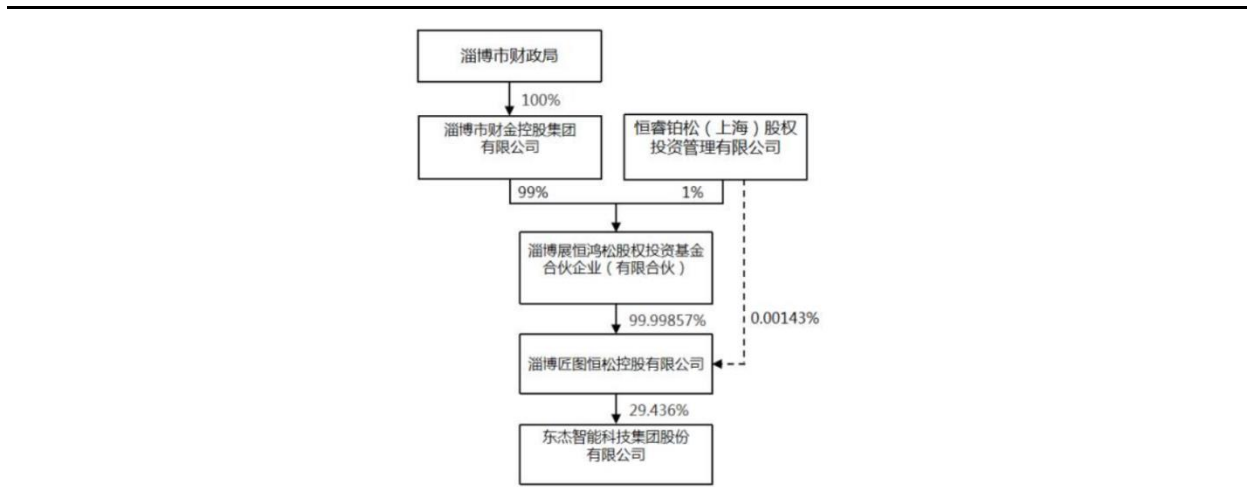 淄博市财政局
100%
淄博市财金控股集团
有限公司
恒睿铂松（上海）股权
投资管理有限公司
99%
1%
淄博展恒鸿松股权投资基金
合伙企业（有限合伙）
99.99857%
0.00143%
淄博匠图恒松控股有限公司
29.436%
东杰智能科技集团股份
有限公司